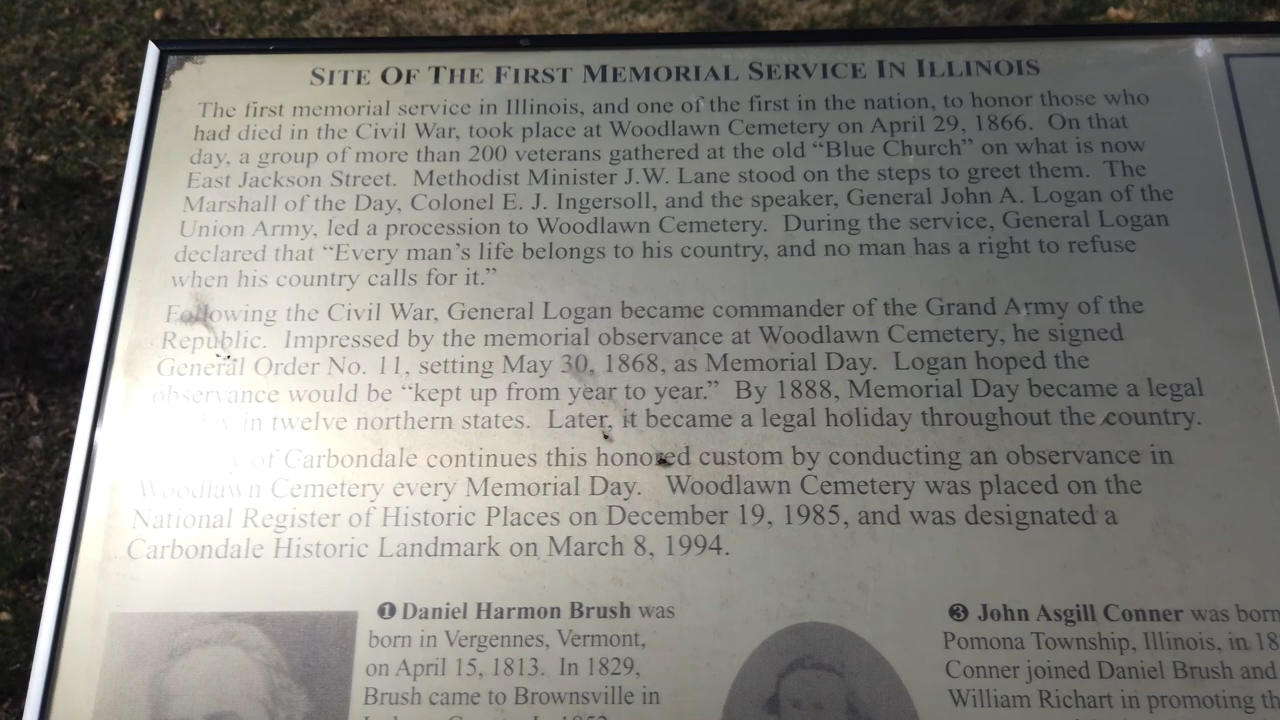 SITE OF THE FIRST MEMORIAL SERVICE IN ILLINOIS
The first memorial service in Illinois, and one of the first in the nation, to honor those who
had died in the Civil War, took place at Woodlawn Cemetery on April 29, 1866. On that
day, a group of more than 200 veterans gathered at the old “Blue Church” on what is now
East Jackson Street. Methodist Minister J.W. Lane stood on the steps to greet them. The
Marshall of the Day, Colonel E. J. Ingersoll, and the speaker, General John A. Logan of the
Union Army, led a procession to Woodlawn Cemetery. During the service, General Logan
declared that “Every man’s life belongs to his country, and no man has a right to refuse
when his country calls for it.”
Following the Civil War, General Logan became commander of the Grand Army of the
Republic. Impressed by the memorial observance at Woodlawn Cemetery, he signed
General Order No. 11, setting May 30, 1868, as Memorial Day. Logan hoped the
observance would be “kept up from year to year.” By 1888, Memorial Day became a legal
in twelve northern states. Later, it became a legal holiday throughout the country.
of Carbondale continues this honored custom by conducting an observance in
Woodlawn Cemetery every Memorial Day. Woodlawn Cemetery was placed on the
National Register of Historic Places on December 19, 1985, and was designated a
Carbondale Historic Landmark on March 8, 1994.
❶ Daniel Harmon Brush was
born in Vergennes, Vermont,
on April 15, 1813. In 1829,
Brush came to Brownsville in
❸ John Asgill Conner was born
Pomona Township, Illinois, in 18
Conner joined Daniel Brush and
William Richart in promoting th